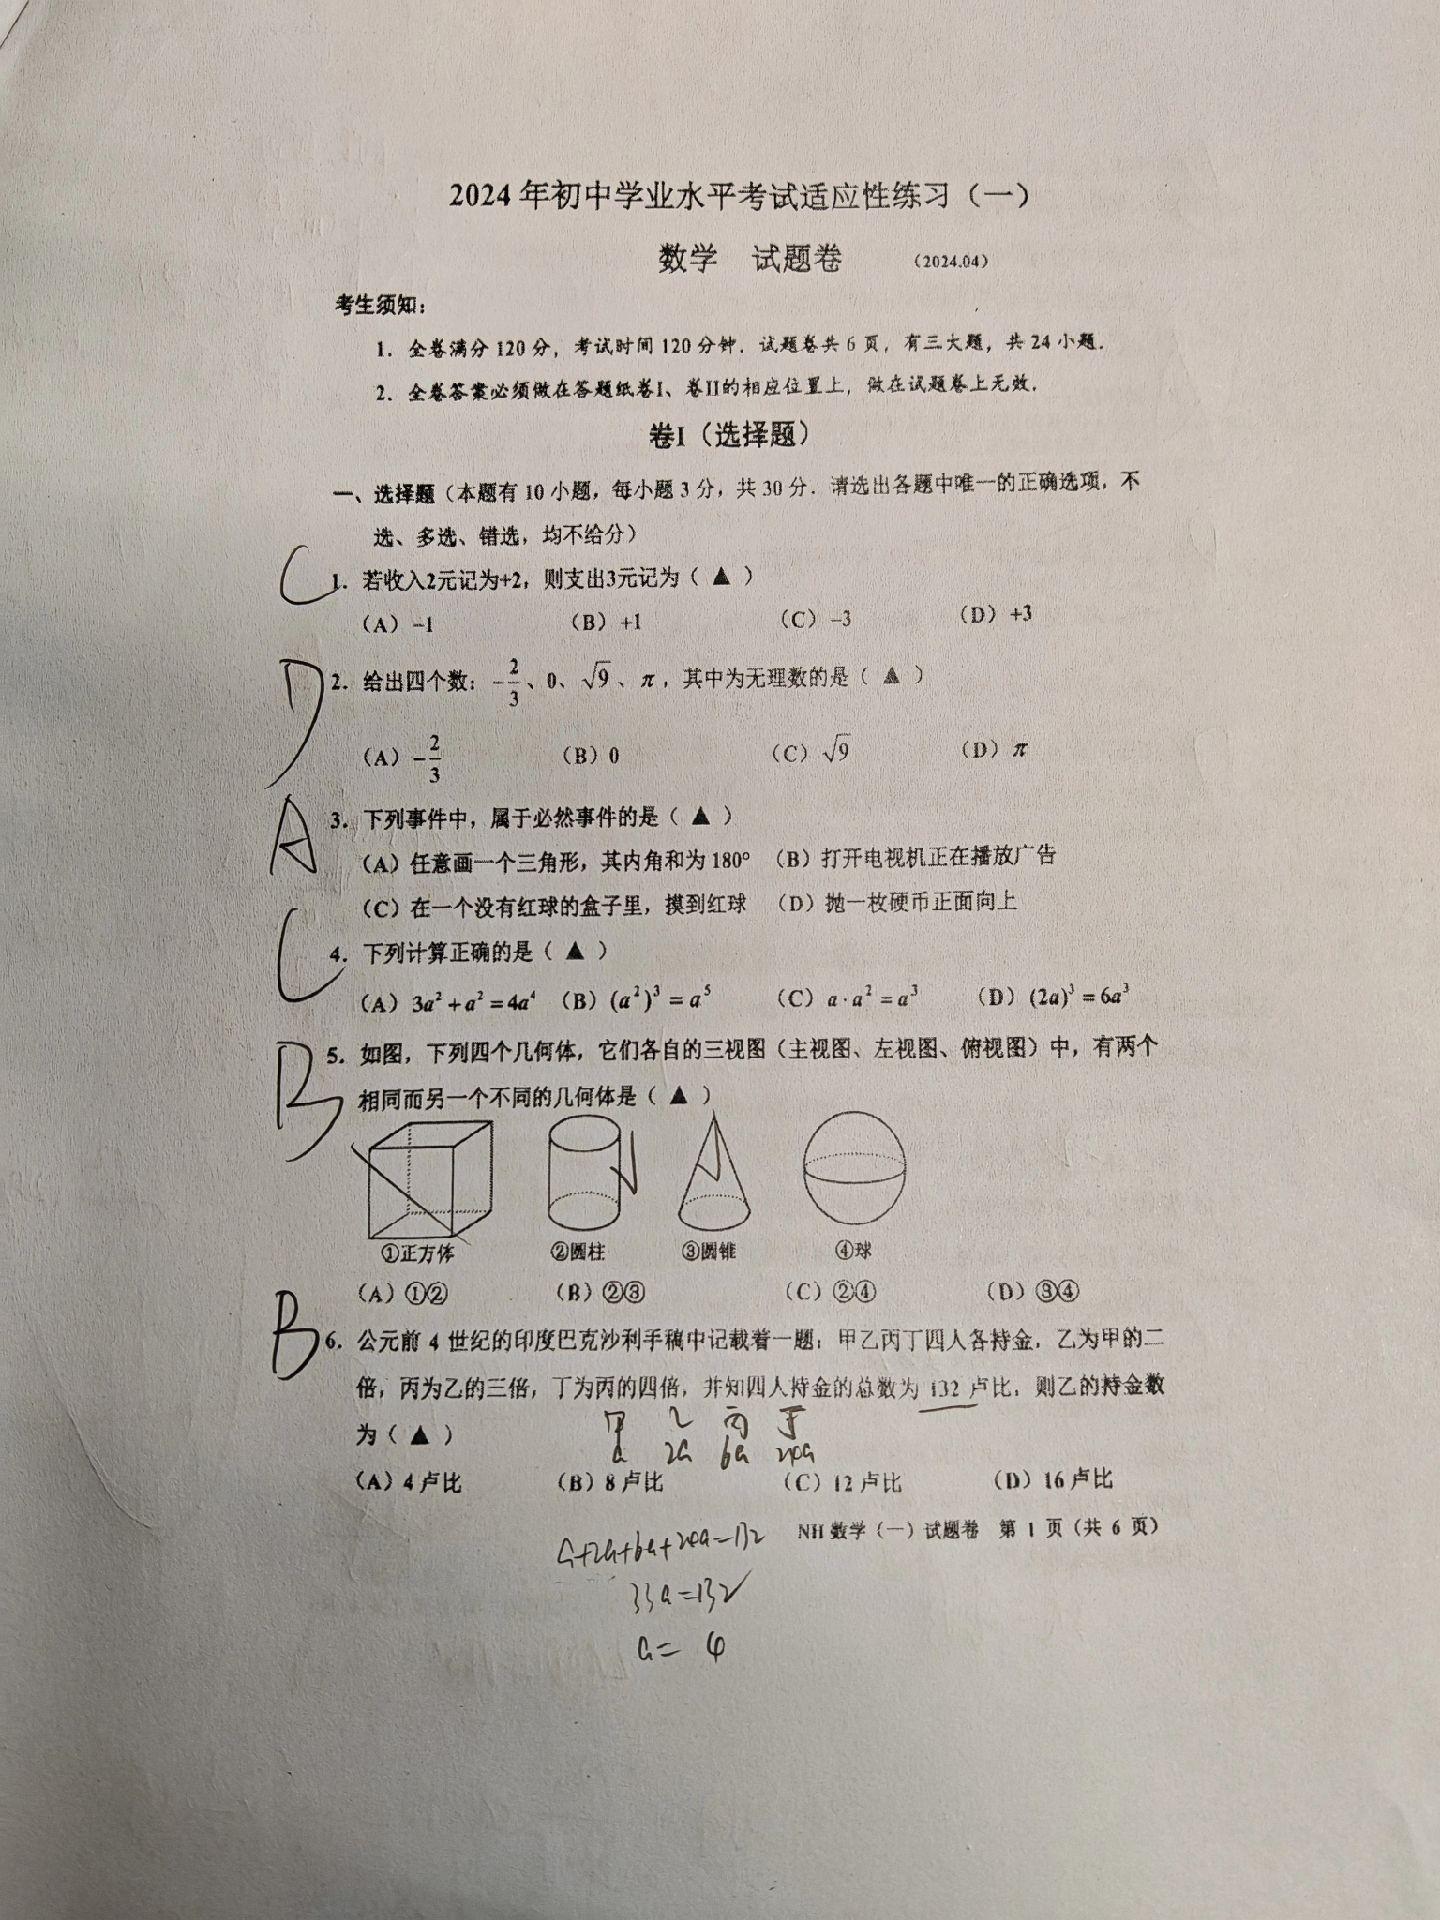 2024年初中学业水平考试适应性练习（一）
数学 试题卷 （2024.04）
考生须知：
1. 全卷满分120分，考试时间120分钟．试题卷共6页，有三大题，共24小题．
2. 全卷答案必须做在答题纸卷I、卷II的相应位置上，做在试题卷上无效．
卷I（选择题）
一、选择题（本题有10小题，每小题3分，共30分．请选出各题中唯一的正确选项，不
选、多选、错选，均不给分）
C 1. 若收入2元记为+2，则支出3元记为（ ▲ ）
（A）-1 （B）+1 （C）-3 （D）+3
D 2. 给出四个数：-2/3、0、√9、π，其中为无理数的是（ ▲ ）
（A）-2/3 （B）0 （C）√9 （D）π
A 3. 下列事件中，属于必然事件的是（ ▲ ）
（A）任意画一个三角形，其内角和为180° （B）打开电视机正在播放广告
（C）在一个没有红球的盒子里，摸到红球 （D）抛一枚硬币正面向上
C 4. 下列计算正确的是（ ▲ ）
（A）3a²+a²=4a⁴ （B）(a²)³=a⁵ （C）a·a²=a³ （D）(2a)³=6a³
B 5. 如图，下列四个几何体，它们各自的三视图（主视图、左视图、俯视图）中，有两个
相同而另一个不同的几何体是（ ▲ ）
①正方体 ②圆柱 ③圆锥 ④球
（A）①② （B）②③ （C）②④ （D）③④
B 6. 公元前4世纪的印度巴克沙利手稿中记载着一题：甲乙丙丁四人各持金，乙为甲的二
倍，丙为乙的三倍，丁为丙的四倍，并知四人持金的总数为132卢比，则乙的持金数
为（ ▲ ）
甲 乙 丙 丁
a 2a 6a 24a
（A）4卢比 （B）8卢比 （C）12卢比 （D）16卢比
NH数学（一）试题卷 第 1 页（共 6 页）
a+2a+6a+24a=132
33a=132
a= 4